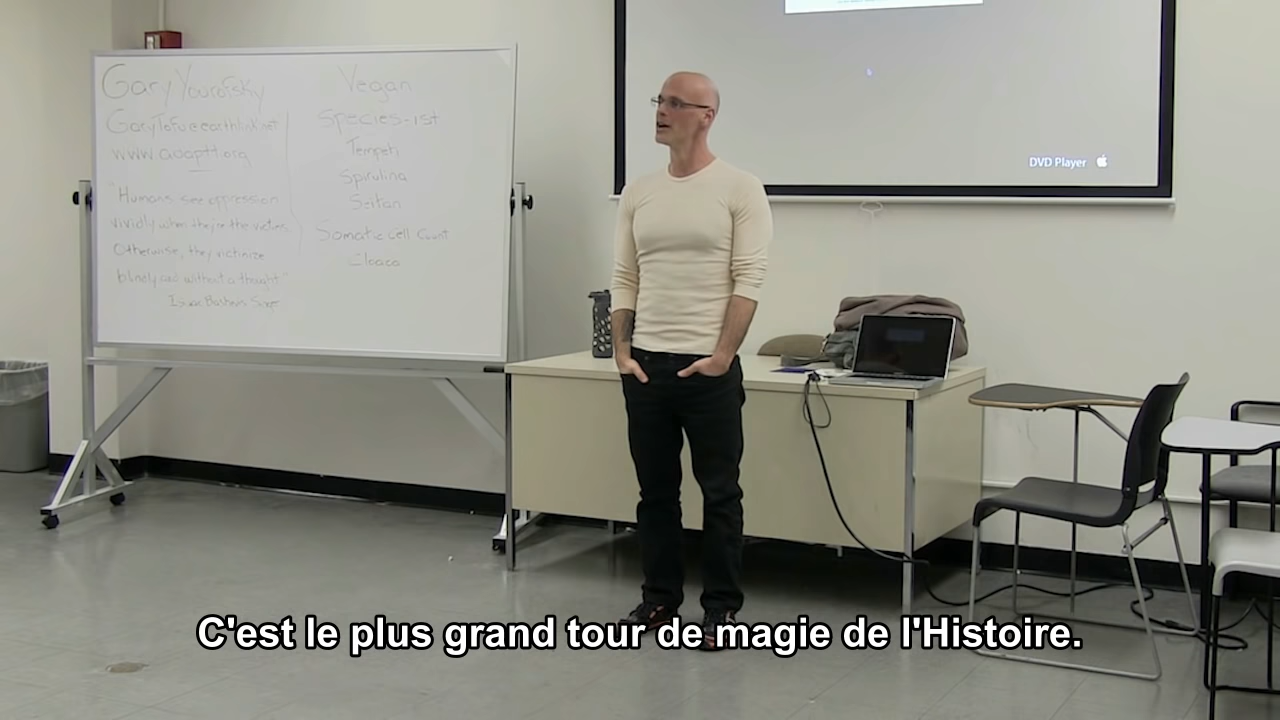 Gary Yourofsky
GaryTofu@earthlink.net
www.adaptt.org
"Humans see oppression
vividly when they're the victims.
Otherwise, they victimize
blindly and without a thought"
Isaac Bashevis Singer
Vegan
Species-ist
Tempeh
Spirulina
Seitan
Somatic cell count
Cloaca
DVD Player
C'est le plus grand tour de magie de l'Histoire.